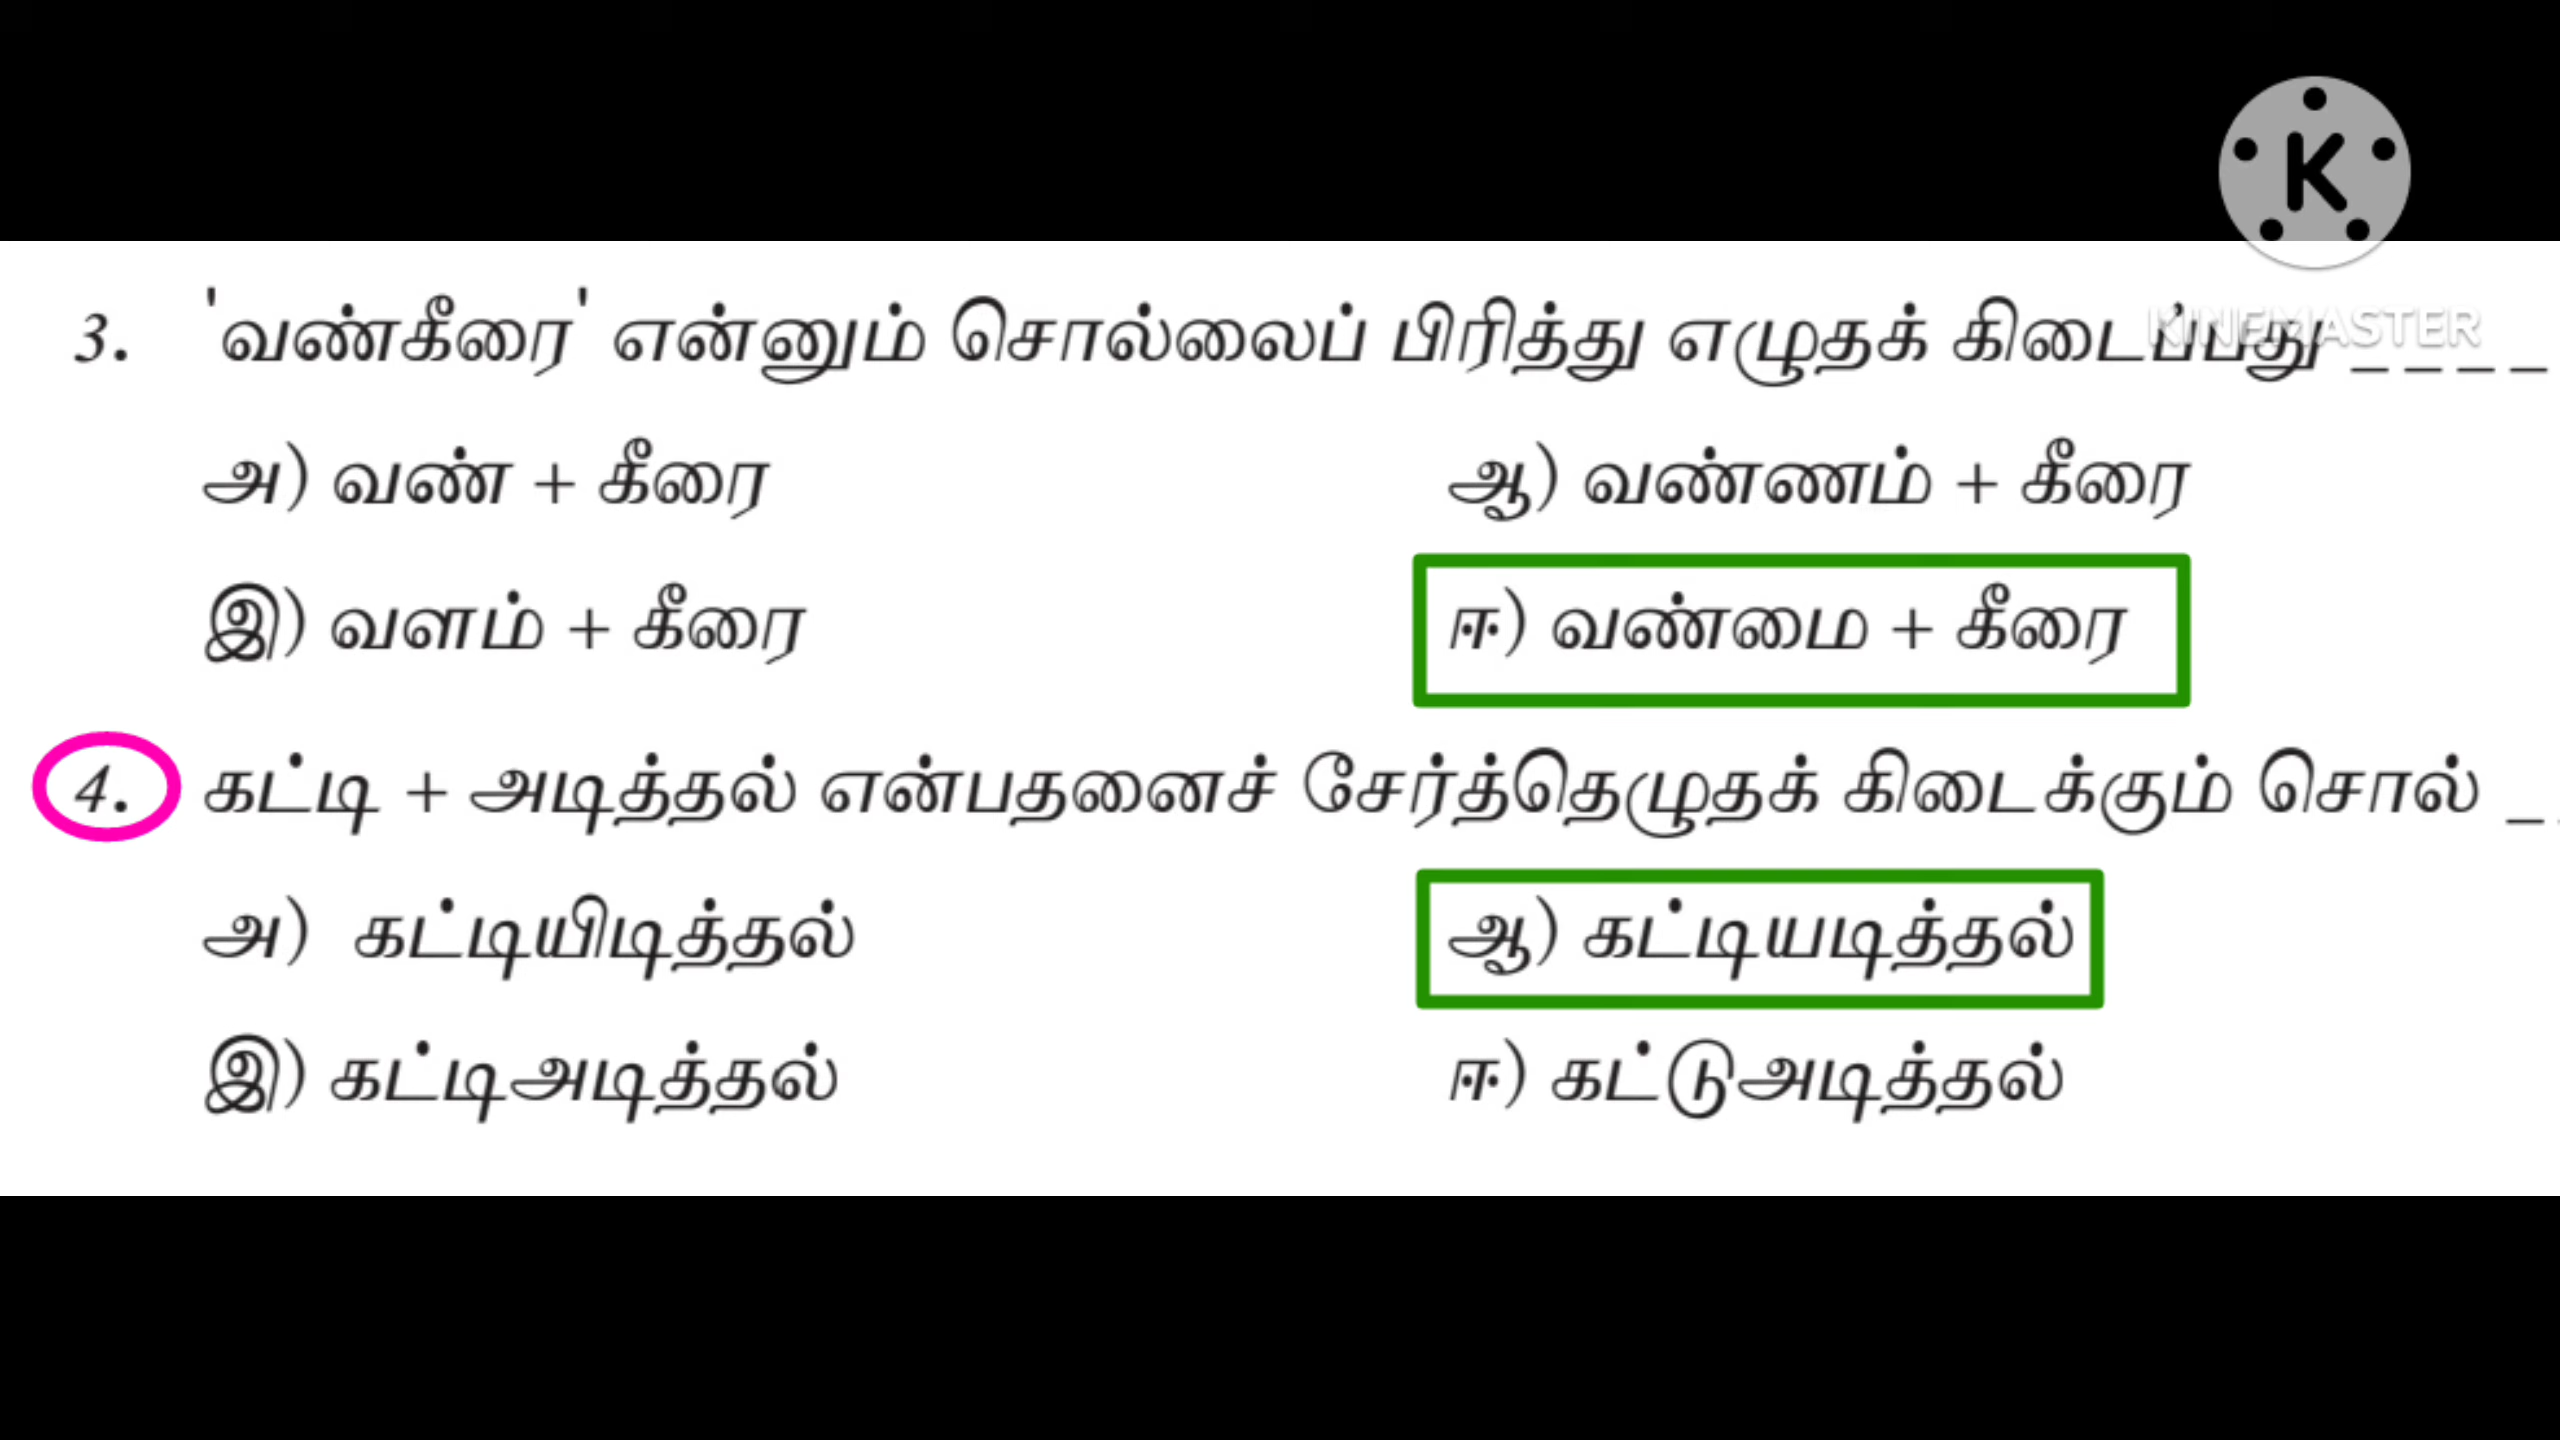 K
KINEMASTER
3. 'வண்கீரை' என்னும் சொல்லைப் பிரித்து எழுதக் கிடைப்பது _ _ _ _
அ) வண் + கீரை ஆ) வண்ணம் + கீரை
இ) வளம் + கீரை ஈ) வண்மை + கீரை
4. கட்டி + அடித்தல் என்பதனைச் சேர்த்தெழுதக் கிடைக்கும் சொல் _ _
அ) கட்டியிடித்தல் ஆ) கட்டியடித்தல்
இ) கட்டிஅடித்தல் ஈ) கட்டுஅடித்தல்